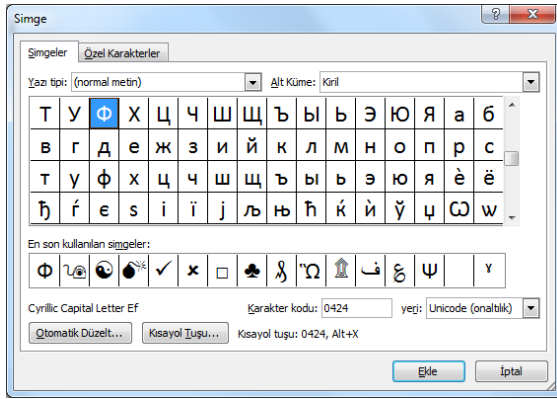 Simge
Simgeler Özel Karakterler
Yazı tipi: (normal metin) Alt Küme: Kiril
Т У Ф Х Ц Ч Ш Щ Ъ Ы Ь Э Ю Я а б
в г д е ж з и й к л м н о п р с
т у ф х ц ч ш щ ъ ы ь э ю я ѐ ё
ђ ѓ є ѕ і ї ј љ њ ћ ќ ѝ ў џ Ѡ ѡ
En son kullanılan simgeler:
Ф ☯ 💣 ✓ × □ ♣ Ὢ ۩ ف ع Ψ ɣ
Cyrillic Capital Letter Ef Karakter kodu: 0424 yeri: Unicode (onaltılık)
Otomatik Düzelt... Kısayol Tuşu... Kısayol tuşu: 0424, Alt+X
Ekle İptal